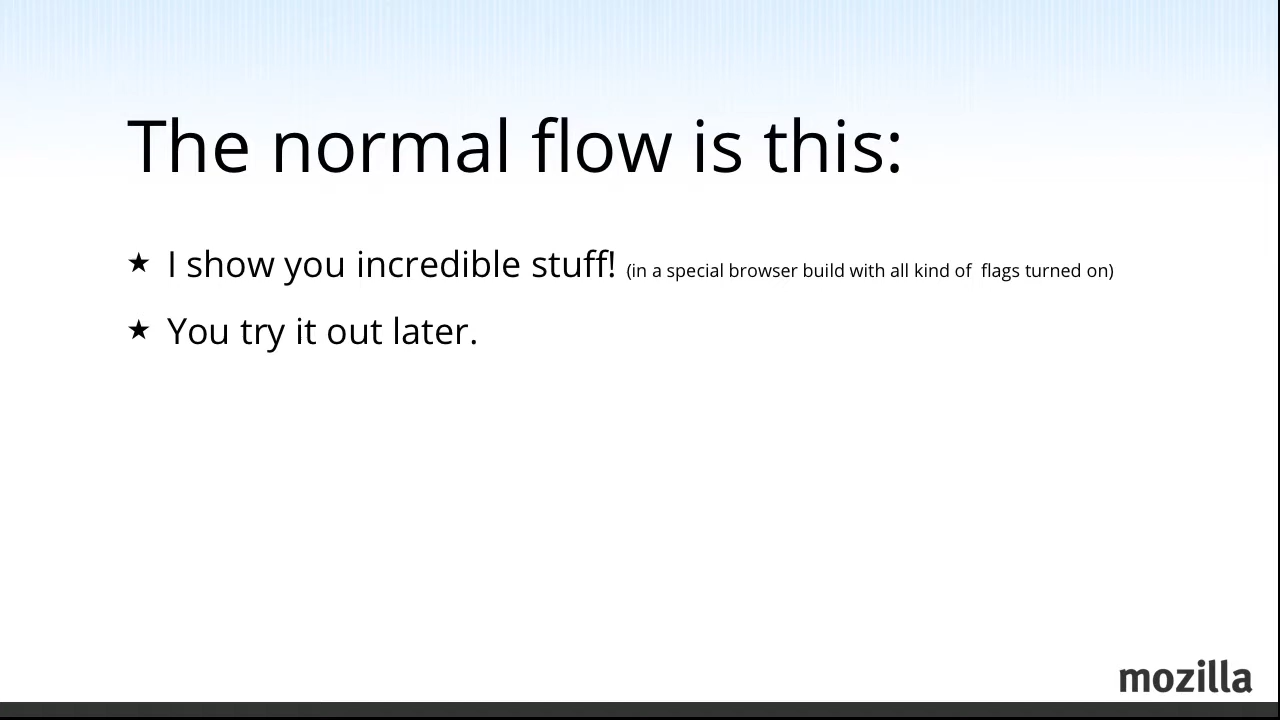 The normal flow is this:
★ I show you incredible stuff! (in a special browser build with all kind of flags turned on)
★ You try it out later.
mozilla